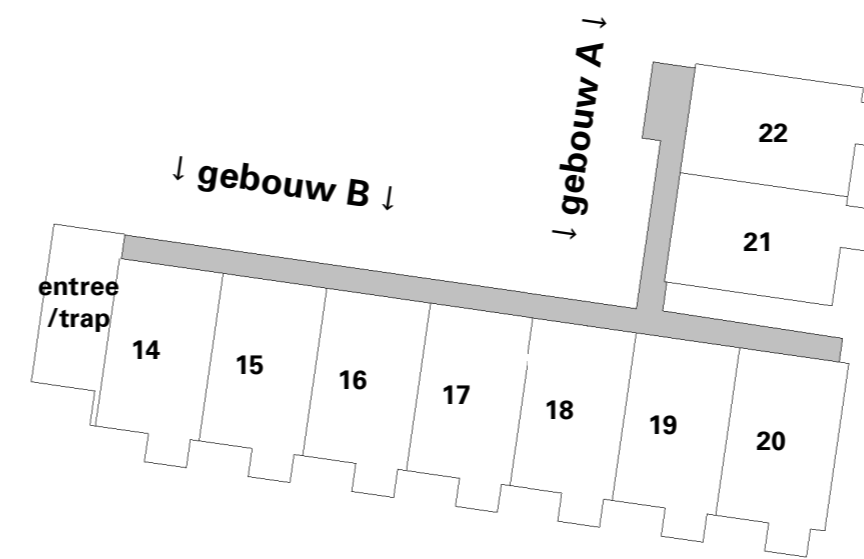 ↓ gebouw B ↓
↓ gebouw A ↓
22
21
entree
/trap
14
15
16
17
18
19
20